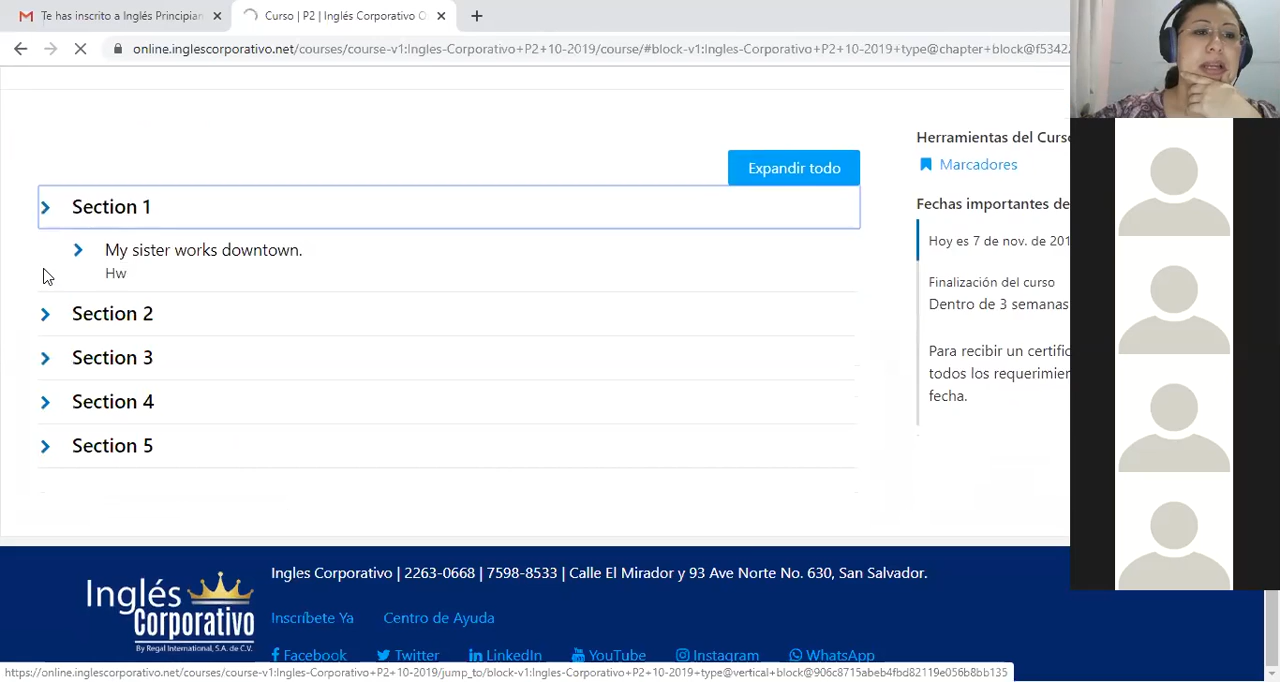 Te has inscrito a Inglés Principian
Curso | P2 | Inglés Corporativo O
online.inglescorporativo.net/courses/course-v1:Ingles-Corporativo+P2+10-2019/course/#block-v1:Ingles-Corporativo+P2+10-2019+type@chapter+block@f5342
Expandir todo
Section 1
My sister works downtown.
Hw
Section 2
Section 3
Section 4
Section 5
Herramientas del Curso
Marcadores
Fechas importantes de
Hoy es 7 de nov. de 201
Finalización del curso
Dentro de 3 semanas
Para recibir un certific
todos los requerimier
fecha.
Inglés
Corporativo
By Regal International, S.A. de C.V.
Ingles Corporativo | 2263-0668 | 7598-8533 | Calle El Mirador y 93 Ave Norte No. 630, San Salvador.
Inscríbete Ya Centro de Ayuda
Facebook Twitter LinkedIn YouTube Instagram WhatsApp
https://online.inglescorporativo.net/courses/course-v1:Ingles-Corporativo+P2+10-2019/jump_to/block-v1:Ingles-Corporativo+P2+10-2019+type@vertical+block@906c8715abeb4fbd82119e056b8bb135